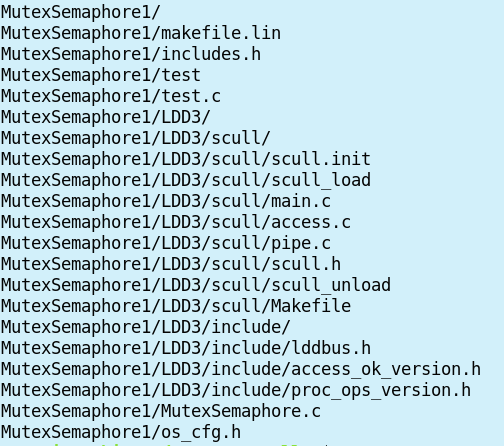 MutexSemaphore1/
MutexSemaphore1/makefile.lin
MutexSemaphore1/includes.h
MutexSemaphore1/test
MutexSemaphore1/test.c
MutexSemaphore1/LDD3/
MutexSemaphore1/LDD3/scull/
MutexSemaphore1/LDD3/scull/scull.init
MutexSemaphore1/LDD3/scull/scull_load
MutexSemaphore1/LDD3/scull/main.c
MutexSemaphore1/LDD3/scull/access.c
MutexSemaphore1/LDD3/scull/pipe.c
MutexSemaphore1/LDD3/scull/scull.h
MutexSemaphore1/LDD3/scull/scull_unload
MutexSemaphore1/LDD3/scull/Makefile
MutexSemaphore1/LDD3/include/
MutexSemaphore1/LDD3/include/lddbus.h
MutexSemaphore1/LDD3/include/access_ok_version.h
MutexSemaphore1/LDD3/include/proc_ops_version.h
MutexSemaphore1/MutexSemaphore.c
MutexSemaphore1/os_cfg.h